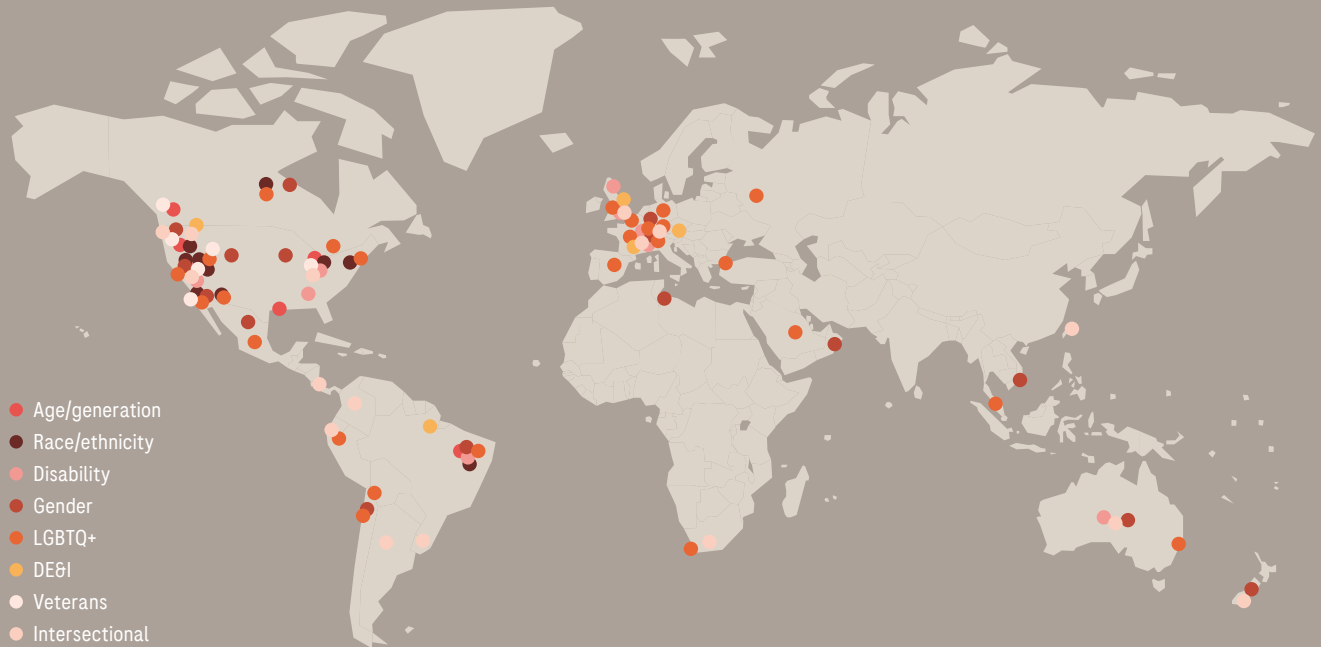 Age/generation
Race/ethnicity
Disability
Gender
LGBTQ+
DE&I
Veterans
Intersectional